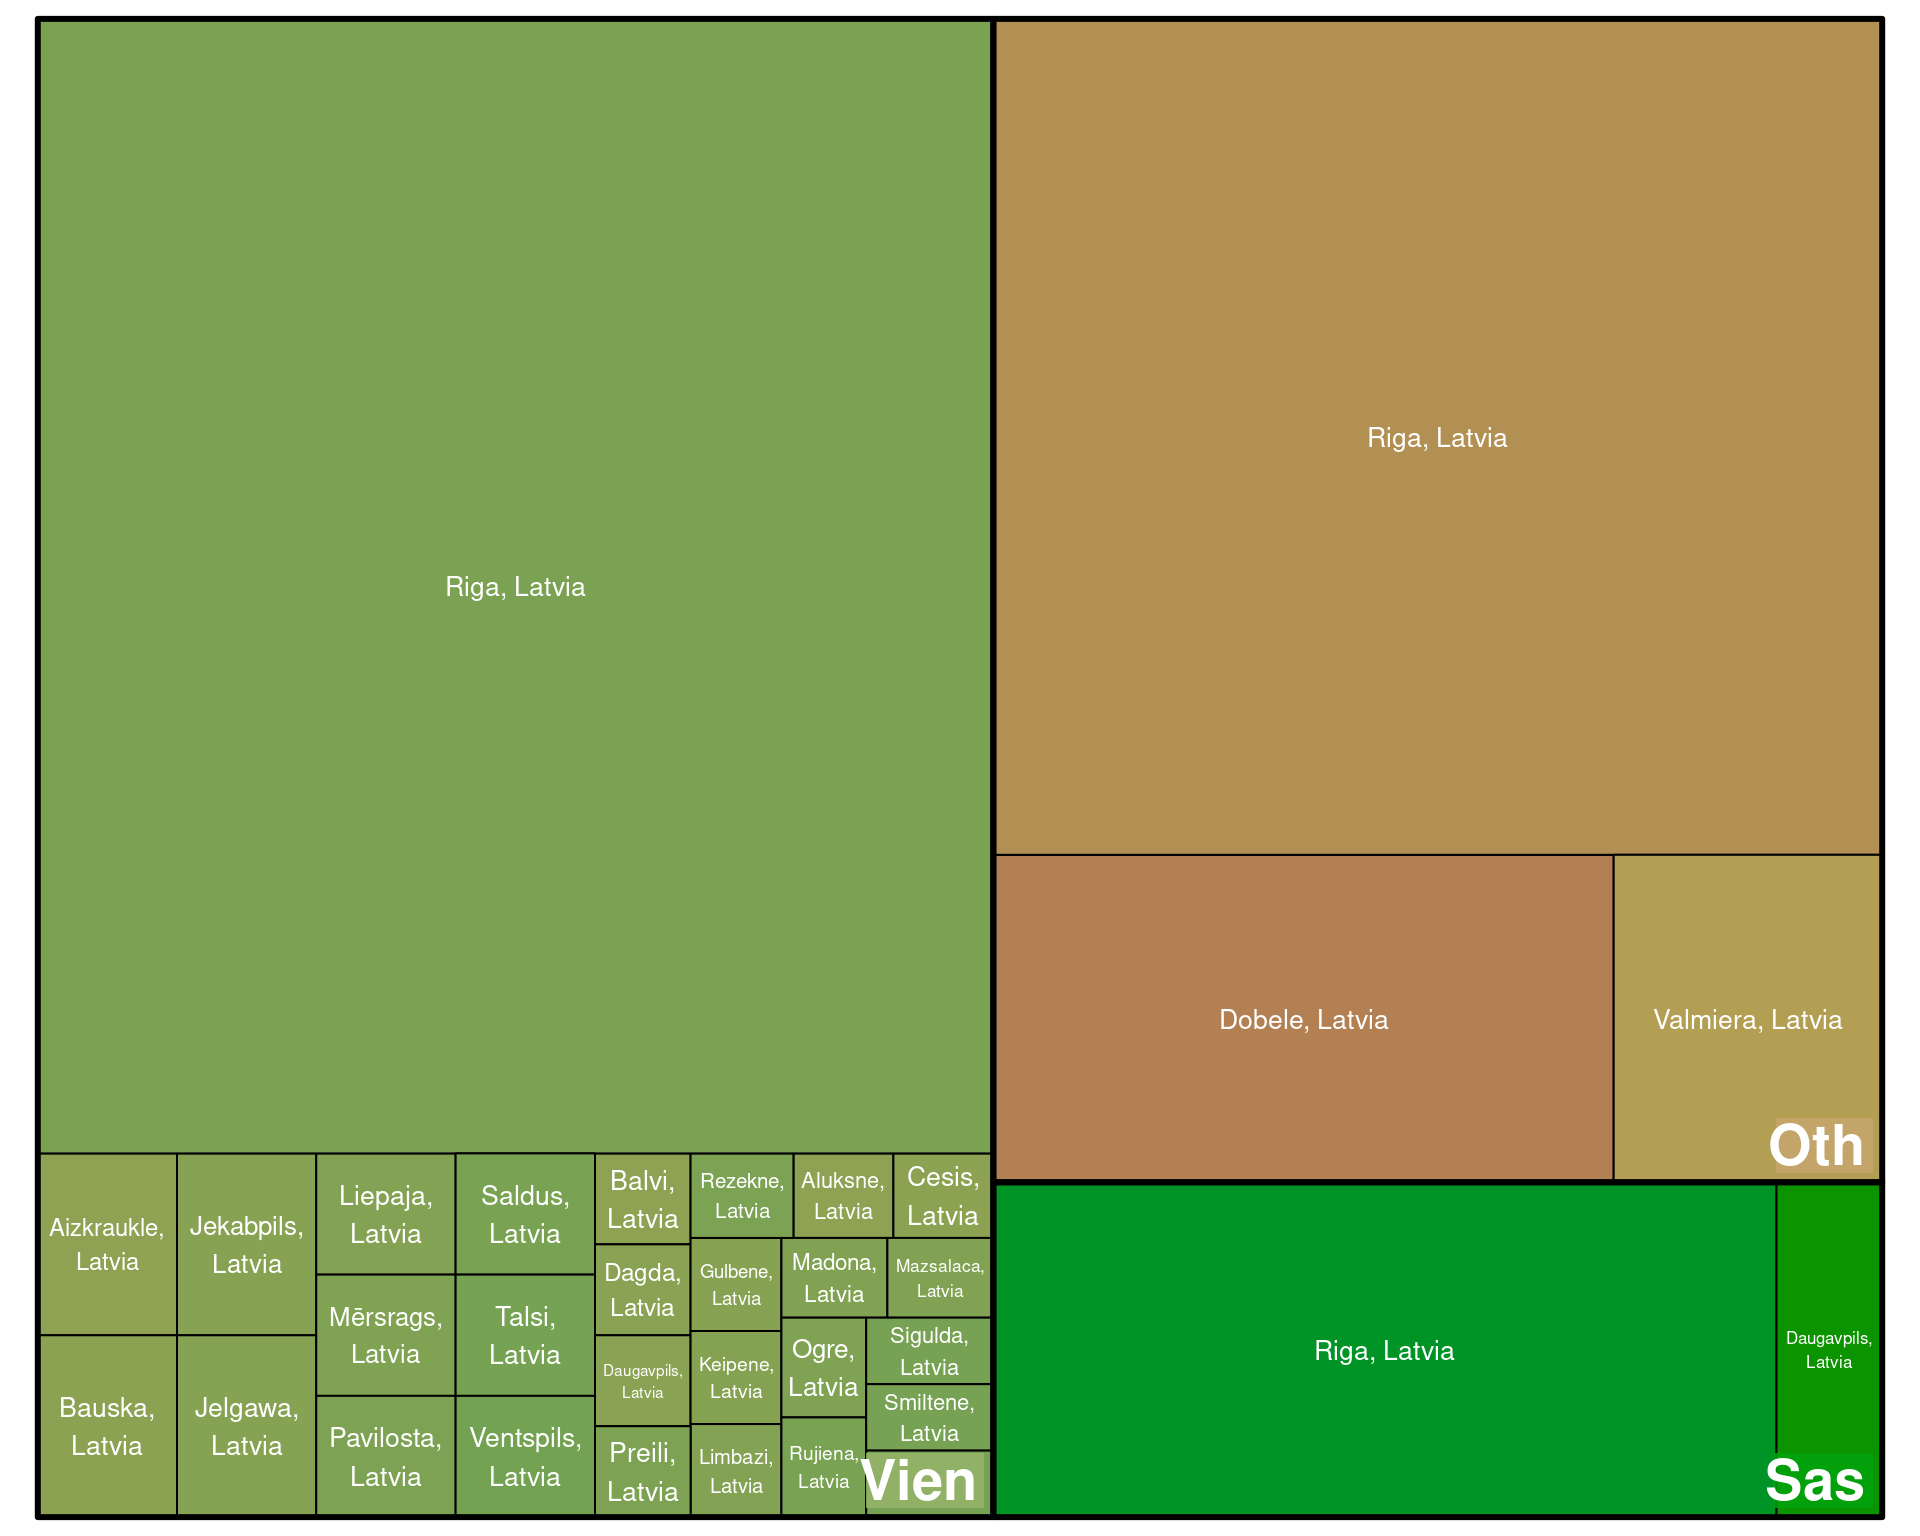 Riga, Latvia
Aizkraukle,
Latvia
Bauska,
Latvia
Jekabpils,
Latvia
Jelgawa,
Latvia
Liepaja,
Latvia
Mērsrags,
Latvia
Pavilosta,
Latvia
Saldus,
Latvia
Talsi,
Latvia
Ventspils,
Latvia
Balvi,
Latvia
Dagda,
Latvia
Daugavpils,
Latvia
Preili,
Latvia
Rezekne,
Latvia
Aluksne,
Latvia
Cesis,
Latvia
Gulbene,
Latvia
Keipene,
Latvia
Limbazi,
Latvia
Madona,
Latvia
Mazsalaca,
Latvia
Ogre,
Latvia
Rujiena,
Latvia
Sigulda,
Latvia
Smiltene,
Latvia
Vien
Riga, Latvia
Dobele, Latvia
Valmiera, Latvia
Oth
Riga, Latvia
Daugavpils,
Latvia
Sas